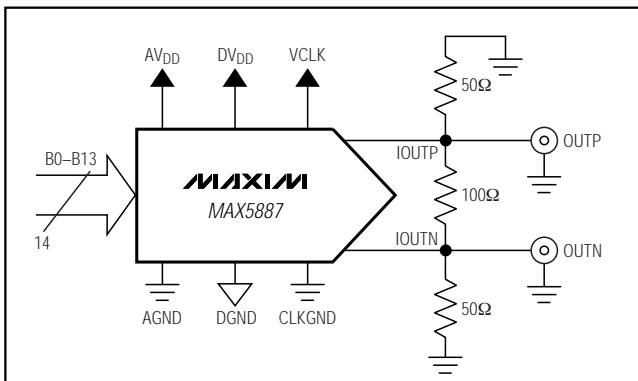 AVDD DVDD VCLK
50Ω
B0–B13
IOUTP
OUTP
MAXIM
MAX5887
100Ω
14
IOUTN
OUTN
50Ω
AGND DGND CLKGND